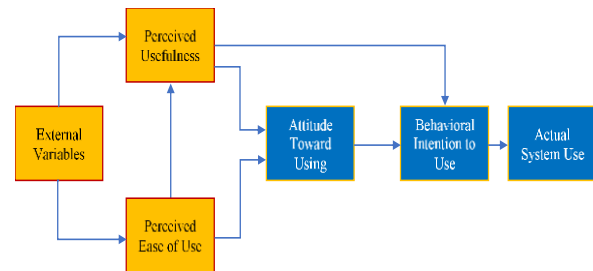 Perceived
Usefulness
External
Variables
Attitude
Toward
Using
Behavioral
Intention to
Use
Actual
System Use
Perceived
Ease of Use